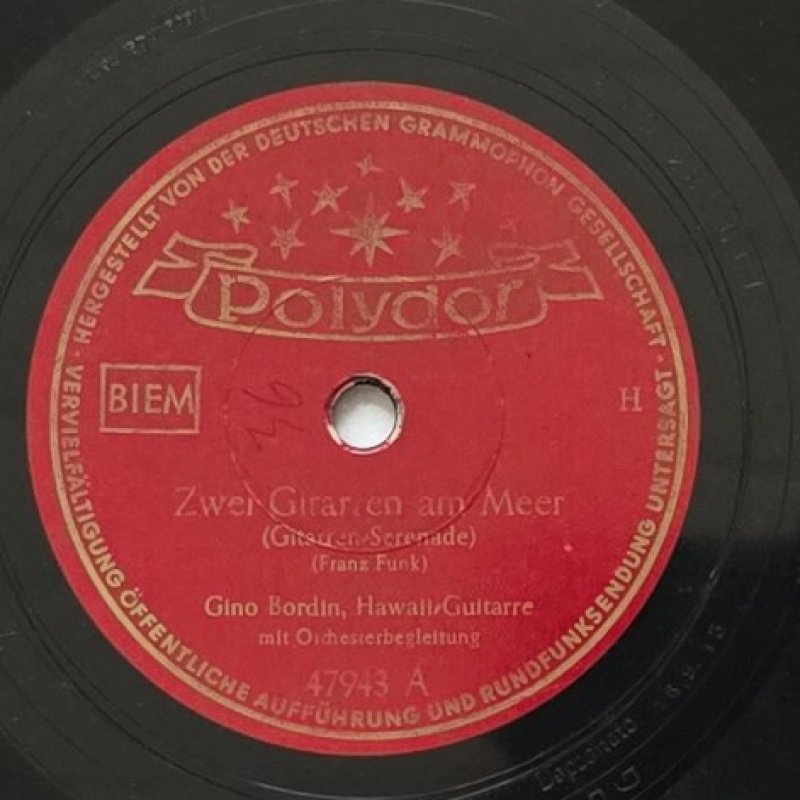 HERGESTELLT VON DER DEUTSCHEN GRAMMOPHON GESELLSCHAFT ·
Polydor
BIEM
H
Zwei Gitarren am Meer
(Gitarren-Serenade)
(Franz Funk)
Gino Bordin, Hawaii-Guitarre
mit Orchesterbegleitung
47943 A
VERVIELFÄLTIGUNG ÖFFENTLICHE AUFFÜHRUNG UND RUNDFUNKSENDUNG UNTERSAGT ·